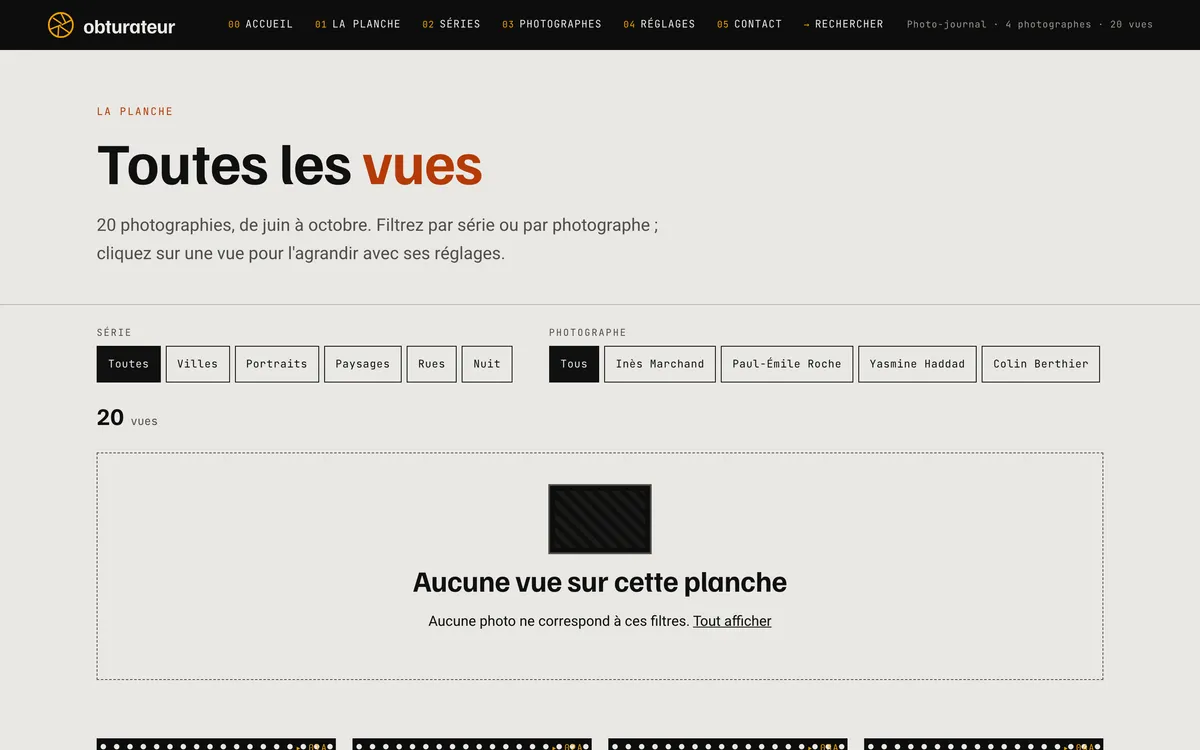 obturateur
00 ACCUEIL 01 LA PLANCHE 02 SÉRIES 03 PHOTOGRAPHES 04 RÉGLAGES 05 CONTACT → RECHERCHER
Photo-journal · 4 photographes · 20 vues
LA PLANCHE
Toutes les vues
20 photographies, de juin à octobre. Filtrez par série ou par photographe ;
cliquez sur une vue pour l'agrandir avec ses réglages.
SÉRIE
Toutes Villes Portraits Paysages Rues Nuit
PHOTOGRAPHE
Tous Inès Marchand Paul-Émile Roche Yasmine Haddad Colin Berthier
20 vues
Aucune vue sur cette planche
Aucune photo ne correspond à ces filtres. Tout afficher